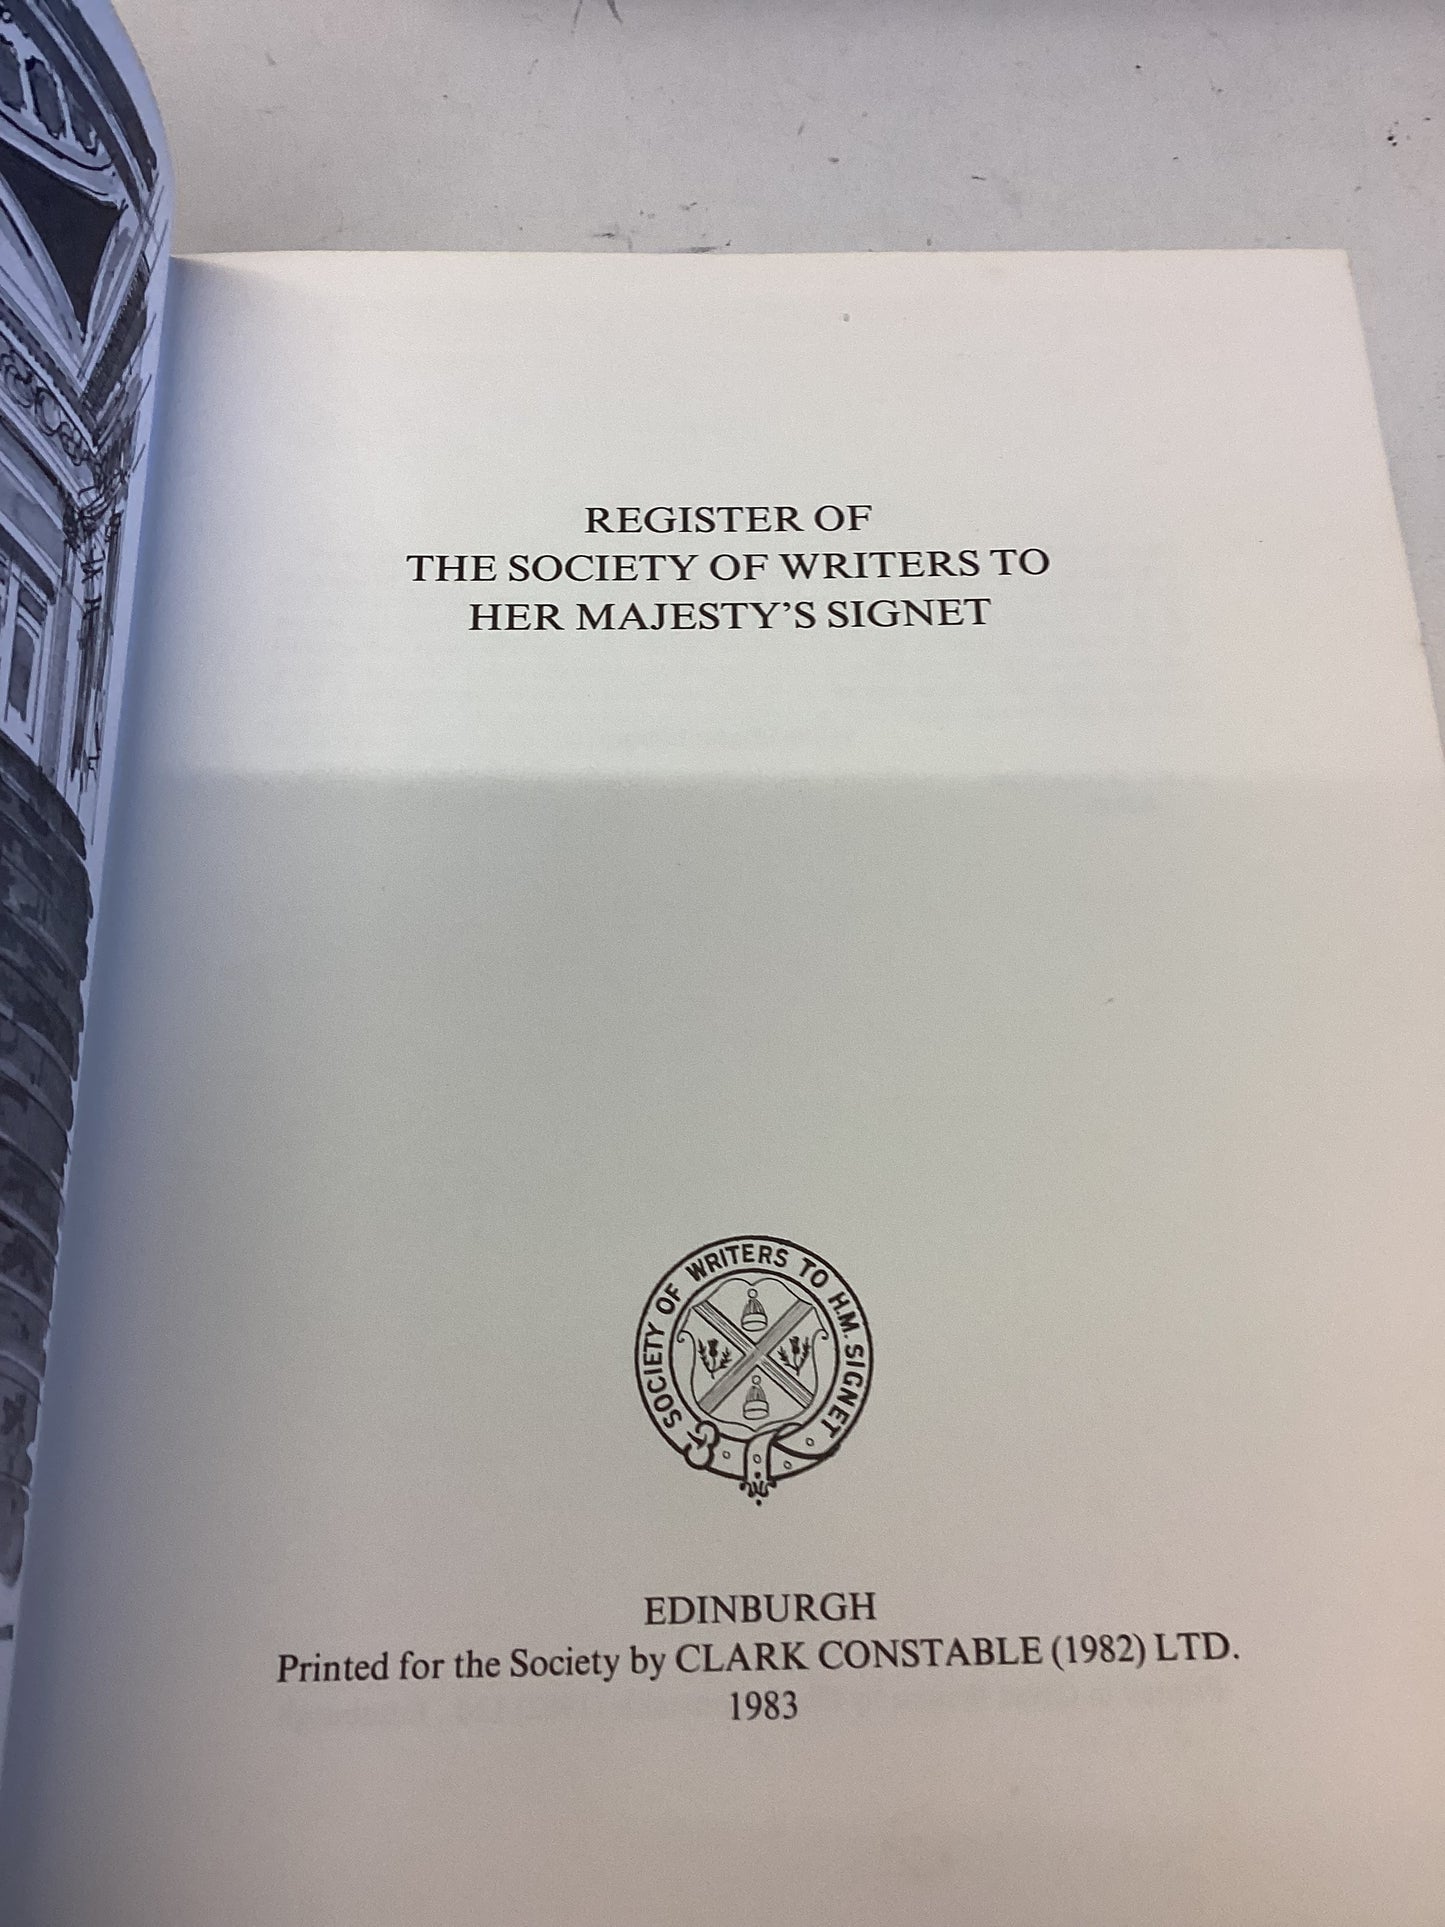 REGISTER OF
THE SOCIETY OF WRITERS TO
HER MAJESTY’S SIGNET
SOCIETY OF WRITERS TO H.M. SIGNET
EDINBURGH
Printed for the Society by CLARK CONSTABLE (1982) LTD.
1983